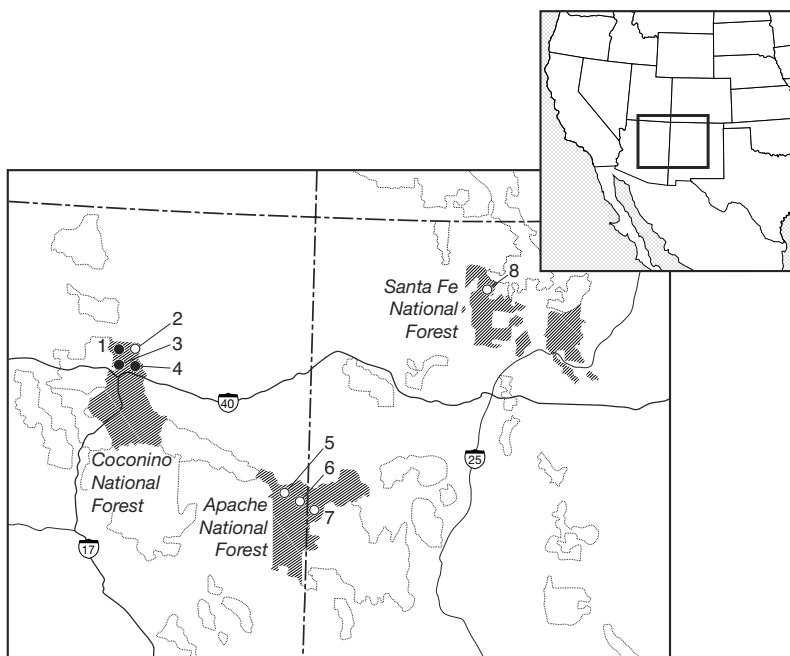 Santa Fe
National
Forest
8
1
2
3
4
40
Coconino
National
Forest
5
6
7
Apache
National
Forest
25
17